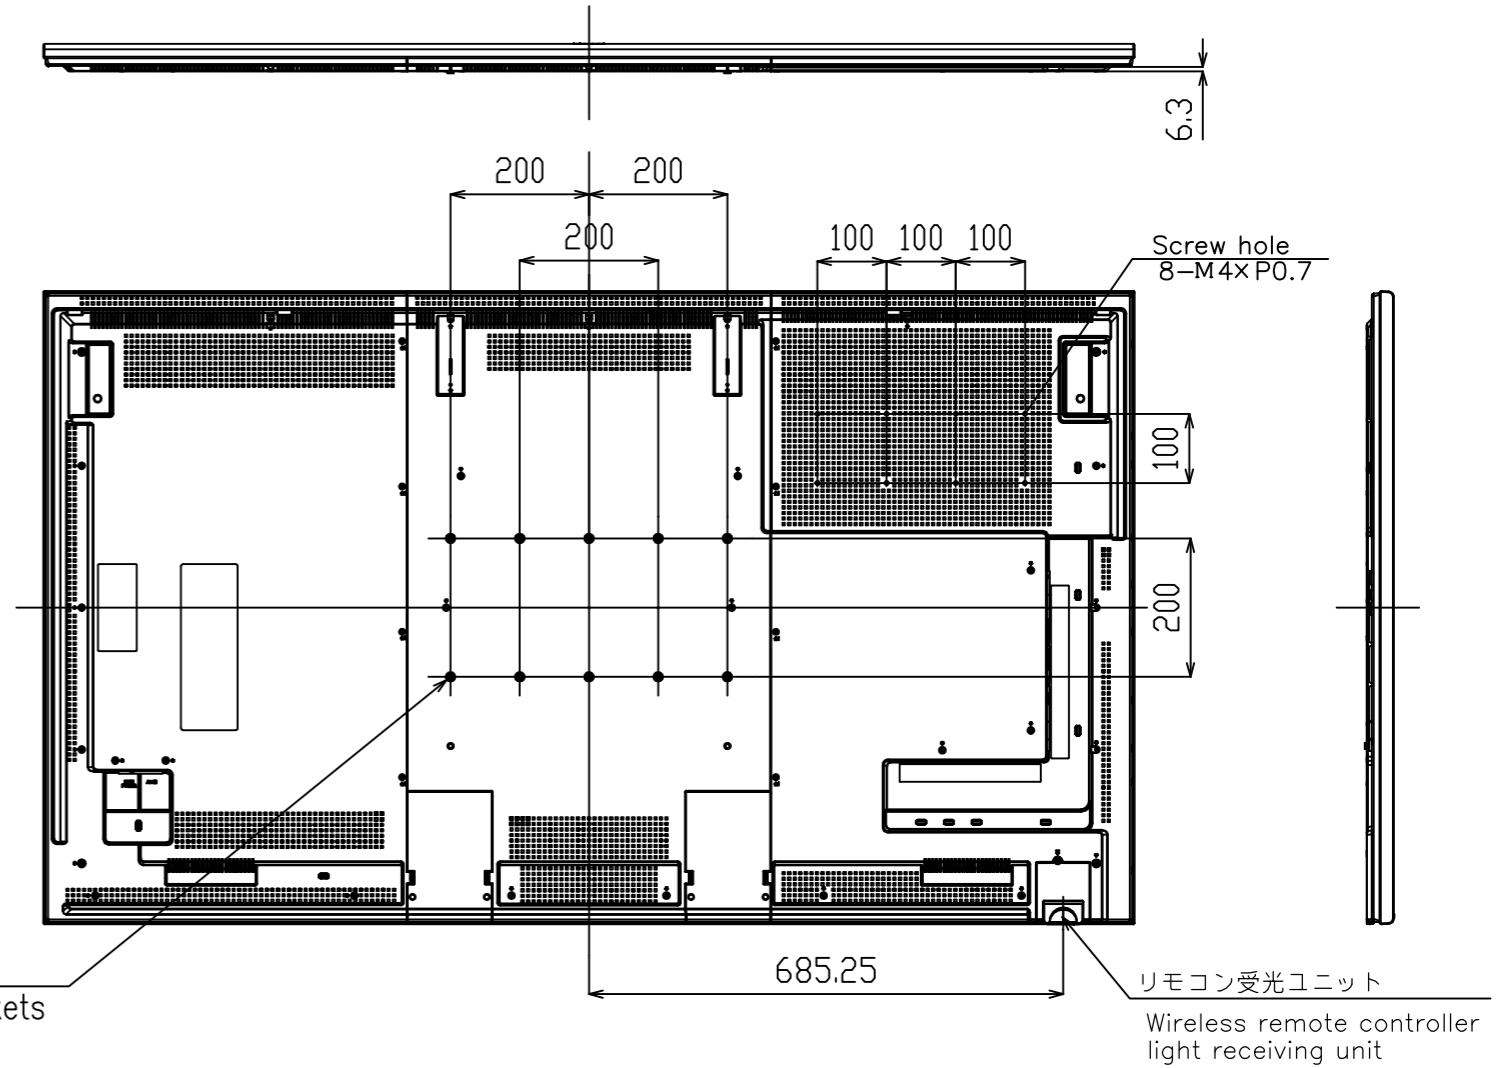 6.3
200 200
200
100 100 100
Screw hole
8-M4×P0.7
100
200
685.25
リモコン受光ユニット
Wireless remote controller
light receiving unit
kets